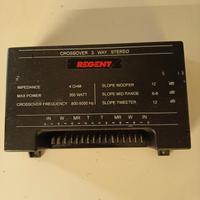 CROSSOVER 3 WAY STEREO
REGENT
IMPEDANCE 4 OHM SLOPE WOOFER 12 dB
MAX POWER 350 WATT SLOPE MID RANGE 6-6 dB
CROSSOVER FREQUENCY 800-5000 Hz SLOPE TWEETER 12 dB
IN W MR T T MR W IN